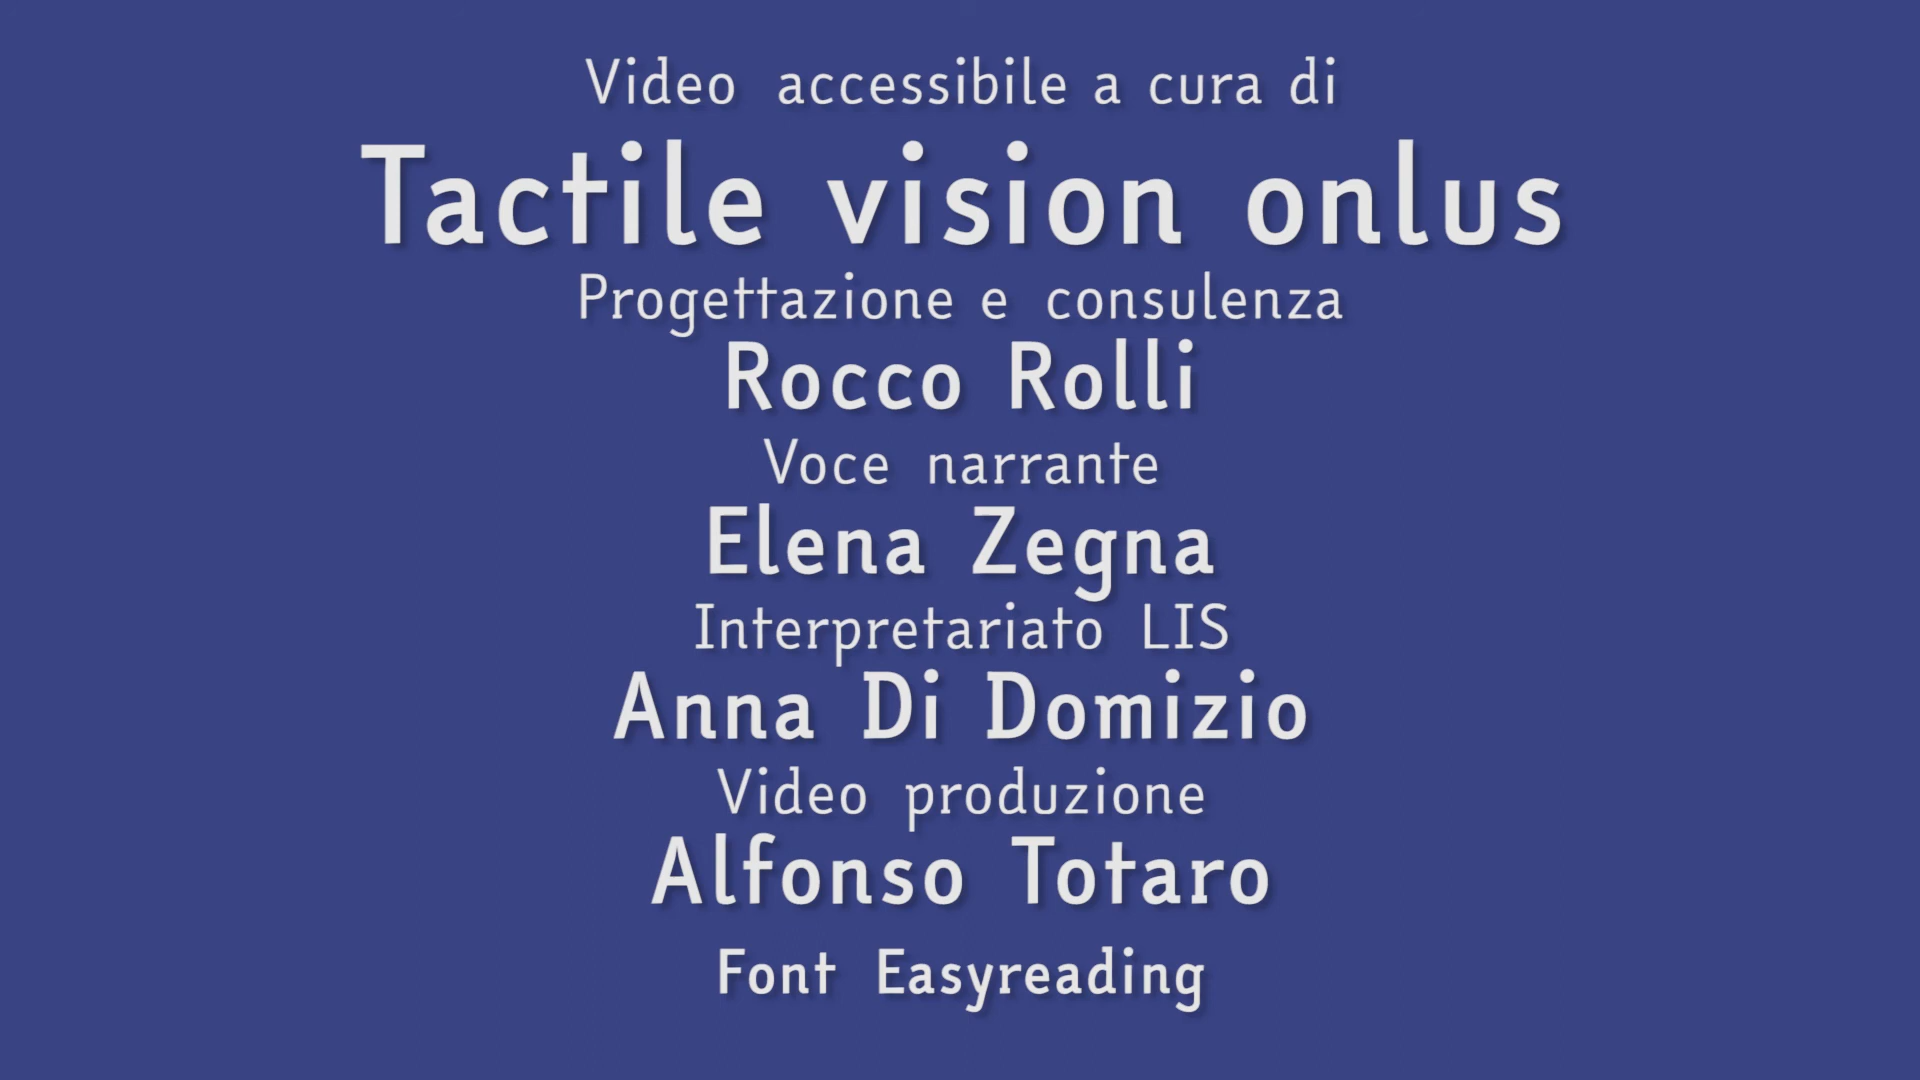 Video accessibile a cura di
Tactile vision onlus
Progettazione e consulenza
Rocco Rolli
Voce narrante
Elena Zegna
Interpretariato LIS
Anna Di Domizio
Video produzione
Alfonso Totaro
Font Easyreading